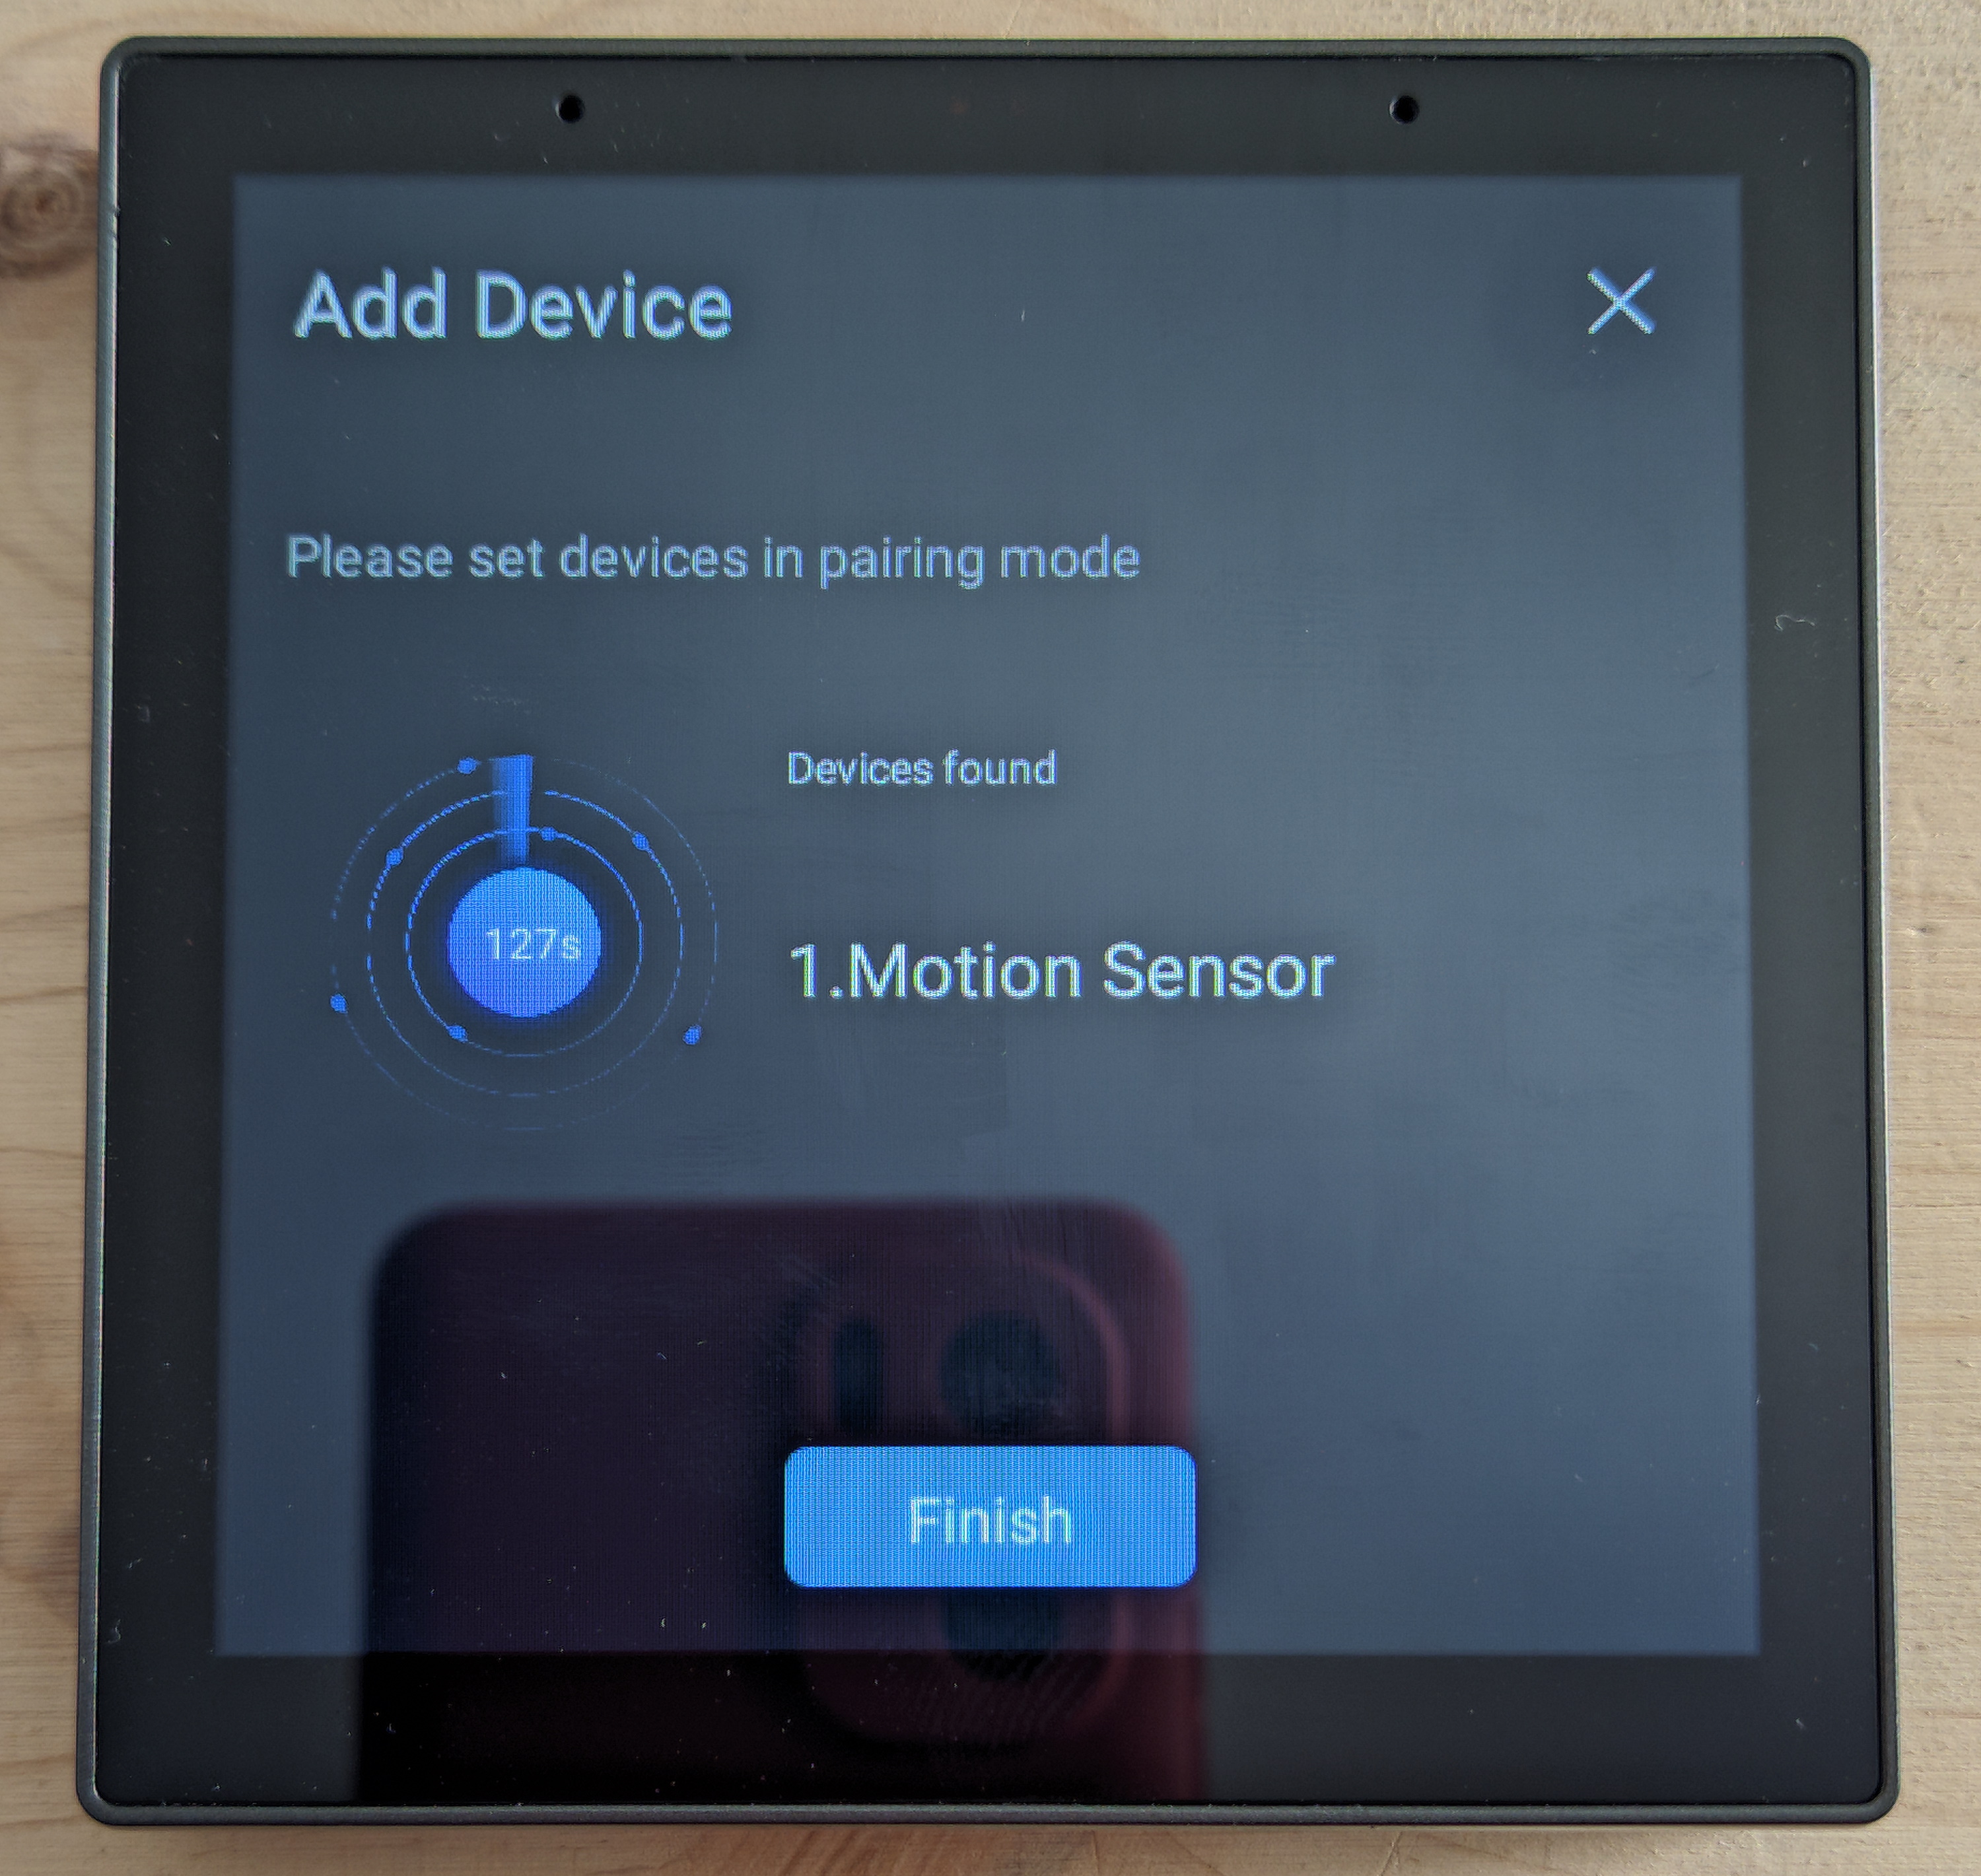 Add Device
Please set devices in pairing mode
Devices found
127s
1.Motion Sensor
Finish